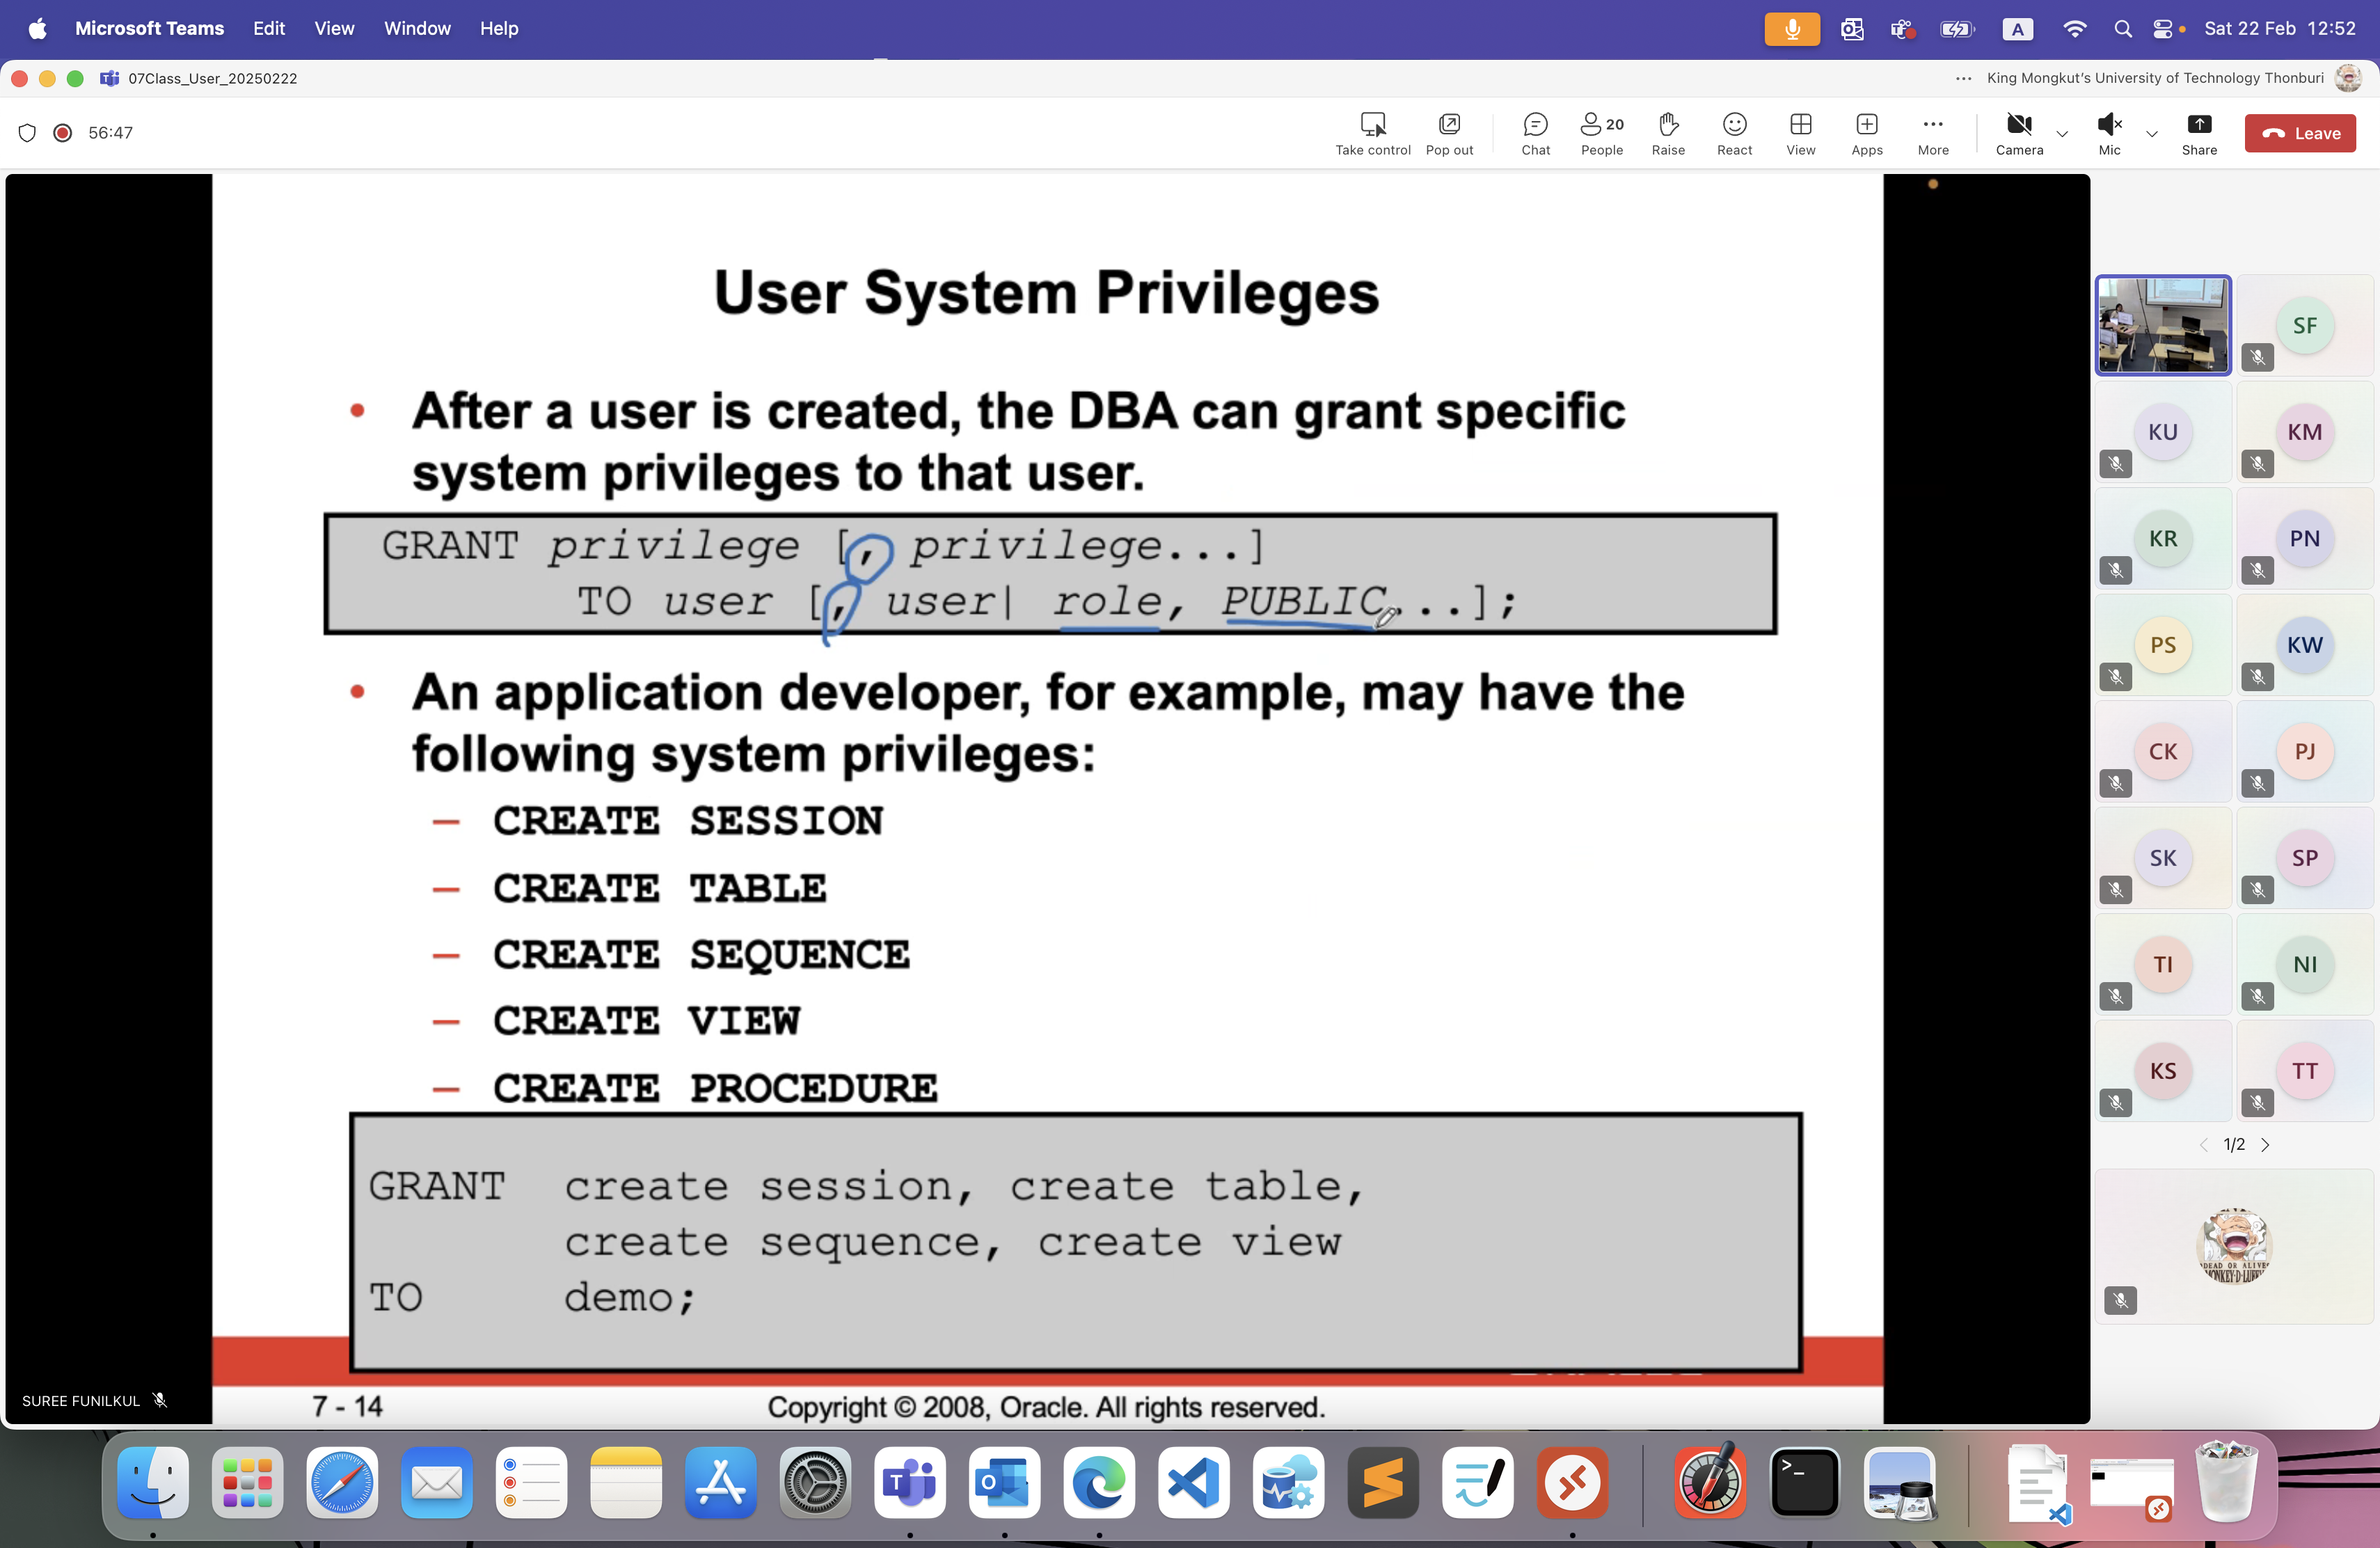 Microsoft Teams Edit View Window Help
A Sat 22 Feb 12:52
07Class_User_20250222
King Mongkut's University of Technology Thonburi
56:47
Take control Pop out Chat People 20 Raise React View Apps More Camera Mic Share Leave
User System Privileges
• After a user is created, the DBA can grant specific
system privileges to that user.
GRANT privilege [, privilege...]
TO user [, user| role, PUBLIC...];
• An application developer, for example, may have the
following system privileges:
– CREATE SESSION
– CREATE TABLE
– CREATE SEQUENCE
– CREATE VIEW
– CREATE PROCEDURE
GRANT create session, create table,
create sequence, create view
TO demo;
7 - 14 Copyright © 2008, Oracle. All rights reserved.
SUREE FUNILKUL
SF
KU KM
KR PN
PS KW
CK PJ
SK SP
TI NI
KS TT
1/2
DEAD OR ALIVE
MONKEY·D·LUFFY